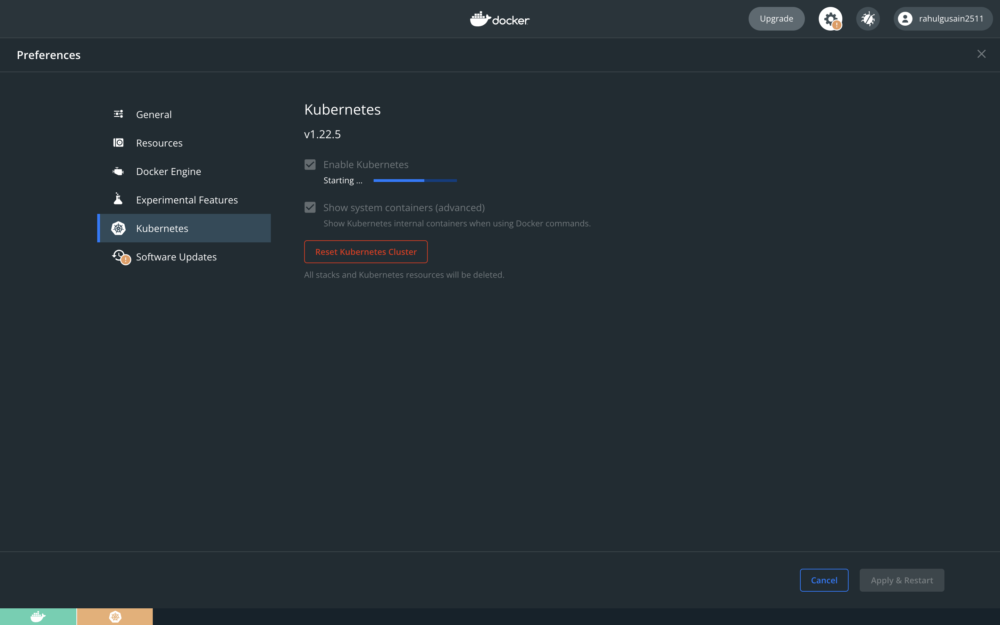 docker
Upgrade
rahulgusain2511
Preferences
General
Resources
Docker Engine
Experimental Features
Kubernetes
Software Updates
Kubernetes
v1.22.5
Enable Kubernetes
Starting ...
Show system containers (advanced)
Show Kubernetes internal containers when using Docker commands.
Reset Kubernetes Cluster
All stacks and Kubernetes resources will be deleted.
Cancel
Apply & Restart